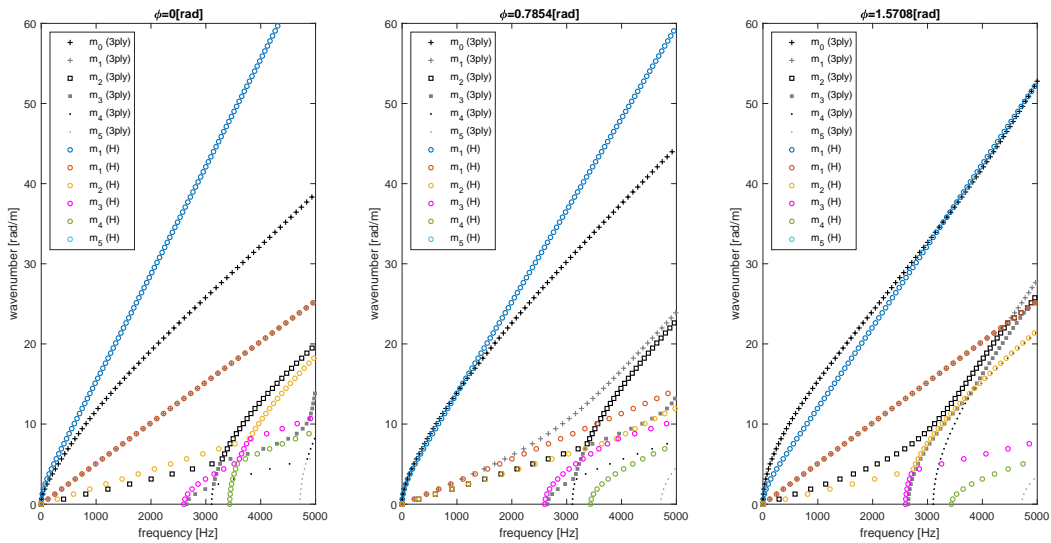 ϕ=0[rad]
60
50
40
30
20
10
0
wavenumber [rad/m]
m0 (3ply)
m1 (3ply)
m2 (3ply)
m3 (3ply)
m4 (3ply)
m5 (3ply)
m1 (H)
m1 (H)
m2 (H)
m3 (H)
m4 (H)
m5 (H)
0 1000 2000 3000 4000 5000
frequency [Hz]
ϕ=0.7854[rad]
60
50
40
30
20
10
0
wavenumber [rad/m]
m0 (3ply)
m1 (3ply)
m2 (3ply)
m3 (3ply)
m4 (3ply)
m5 (3ply)
m1 (H)
m1 (H)
m2 (H)
m3 (H)
m4 (H)
m5 (H)
0 1000 2000 3000 4000 5000
frequency [Hz]
ϕ=1.5708[rad]
60
50
40
30
20
10
0
wavenumber [rad/m]
m0 (3ply)
m1 (3ply)
m2 (3ply)
m3 (3ply)
m4 (3ply)
m5 (3ply)
m1 (H)
m1 (H)
m2 (H)
m3 (H)
m4 (H)
m5 (H)
0 1000 2000 3000 4000 5000
frequency [Hz]